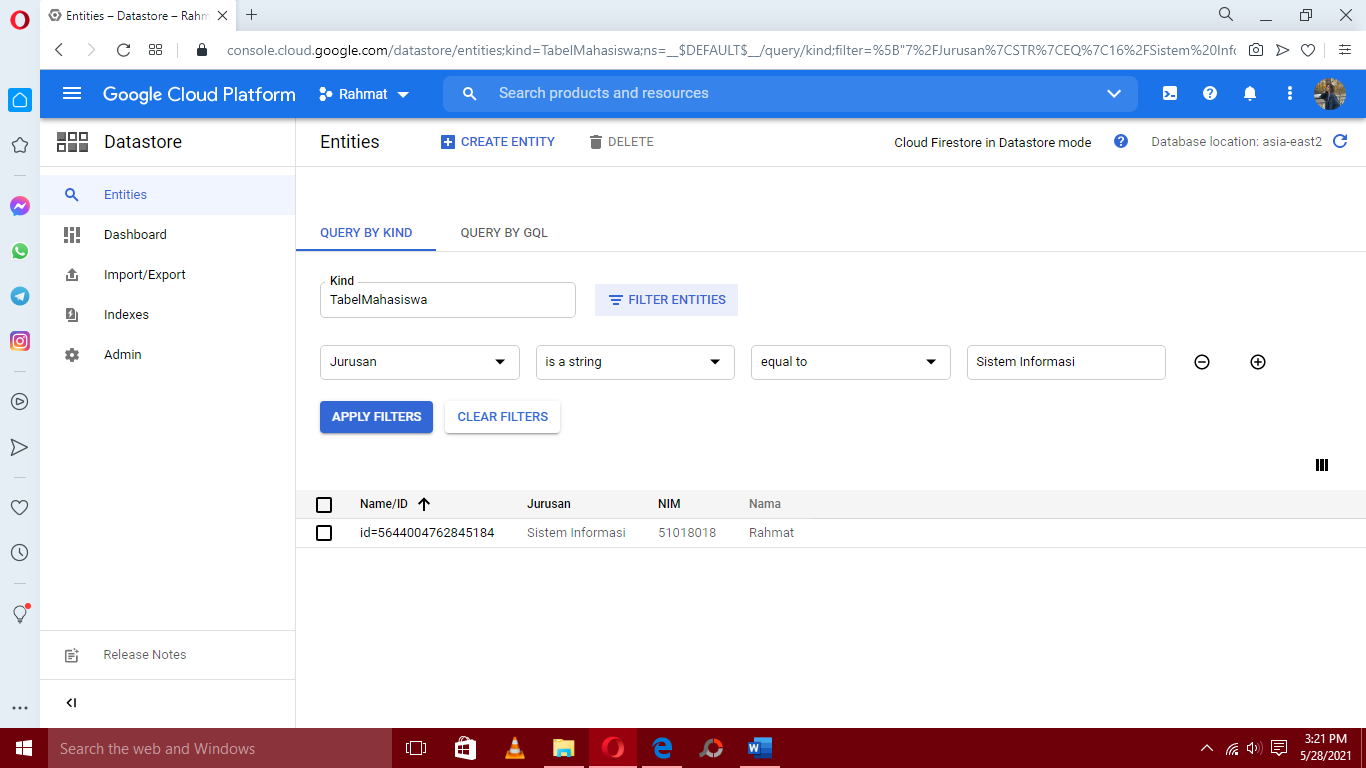 Entities – Datastore – Rahm
console.cloud.google.com/datastore/entities;kind=TabelMahasiswa;ns=__$DEFAULT$__/query/kind;filter=%5B"7%2FJurusan%7CSTR%7CEQ%7C16%2FSistem%20Info
Google Cloud Platform
Rahmat
Search products and resources
Datastore
Entities
CREATE ENTITY
DELETE
Cloud Firestore in Datastore mode
Database location: asia-east2
Entities
Dashboard
Import/Export
Indexes
Admin
Release Notes
QUERY BY KIND
QUERY BY GQL
Kind
TabelMahasiswa
FILTER ENTITIES
Jurusan
is a string
equal to
Sistem Informasi
APPLY FILTERS
CLEAR FILTERS
Name/ID Jurusan NIM Nama
id=5644004762845184 Sistem Informasi 51018018 Rahmat
Search the web and Windows
3:21 PM
5/28/2021